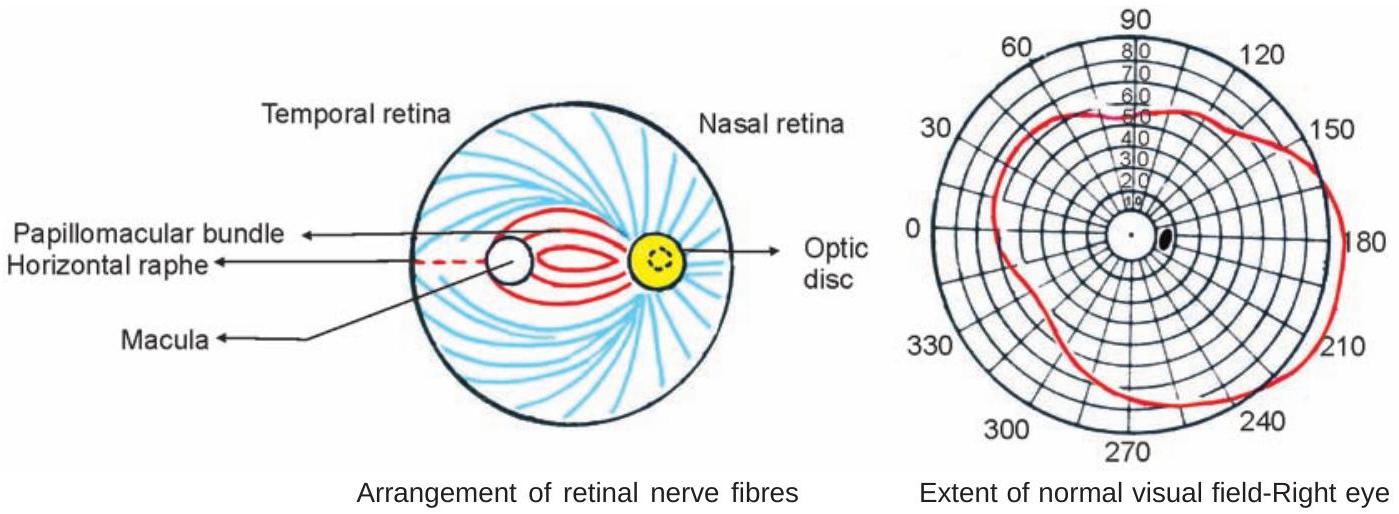 Temporal retina
Nasal retina
Papillomacular bundle
Horizontal raphe
Macula
Optic
disc
Arrangement of retinal nerve fibres
90
60
120
30
150
0
180
330
210
300
240
270
80
70
60
50
40
30
20
10
Extent of normal visual field-Right eye